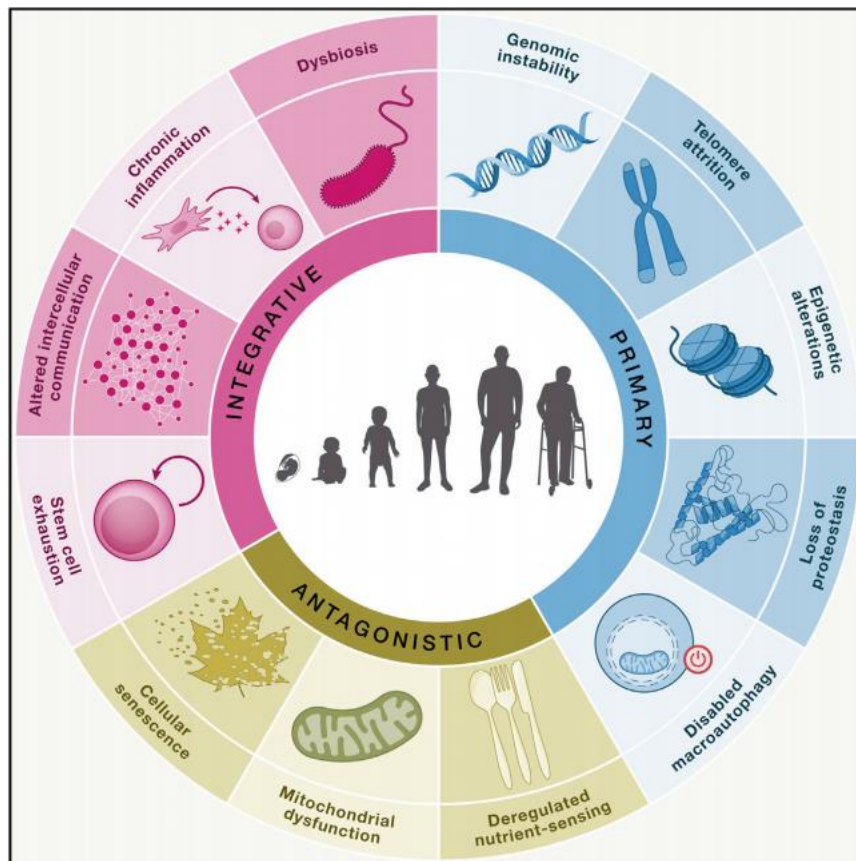 Genomic
instability
Telomere
attrition
Epigenetic
alterations
Loss of
proteostasis
Disabled
macroautophagy
Deregulated
nutrient-sensing
Mitochondrial
dysfunction
Cellular
senescence
Stem cell
exhaustion
Altered intercellular
communication
Chronic
inflammation
Dysbiosis
PRIMARY
ANTAGONISTIC
INTEGRATIVE